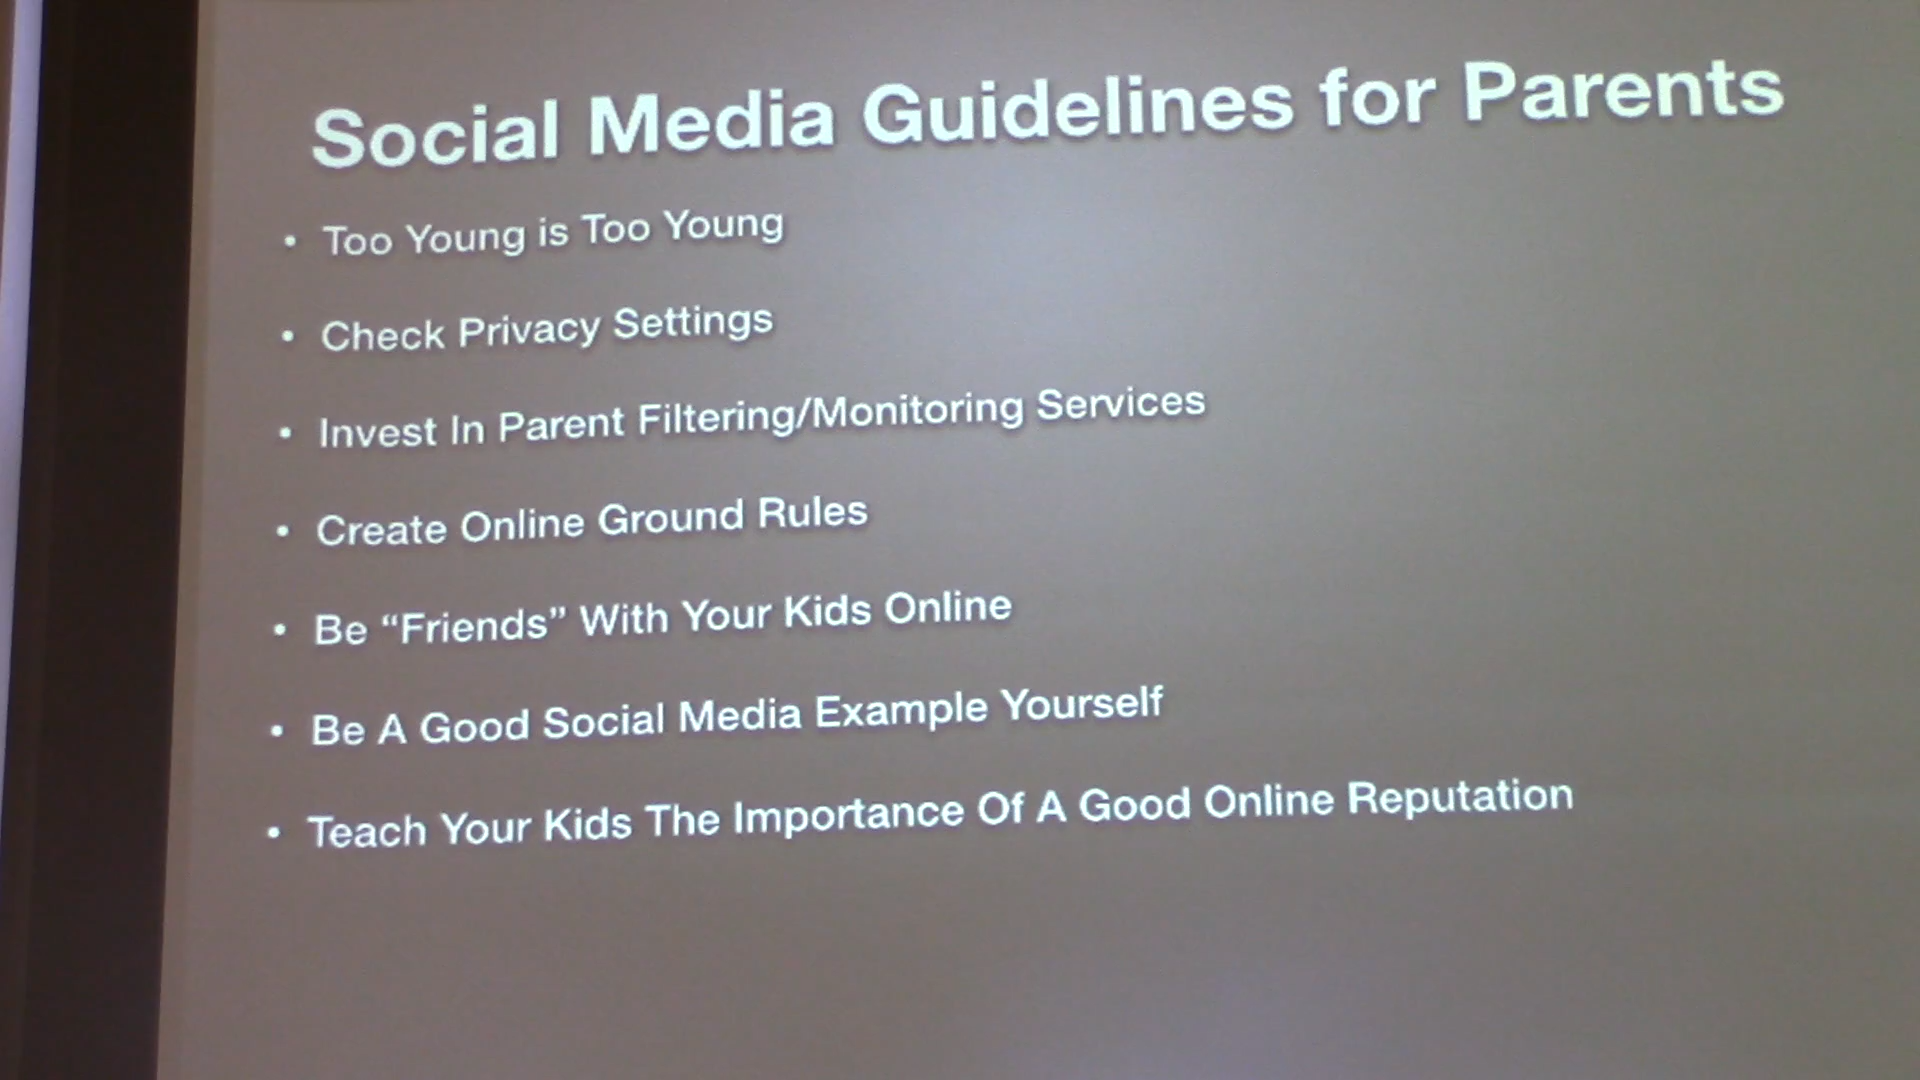 Social Media Guidelines for Parents
• Too Young is Too Young
• Check Privacy Settings
• Invest In Parent Filtering/Monitoring Services
• Create Online Ground Rules
• Be “Friends” With Your Kids Online
• Be A Good Social Media Example Yourself
• Teach Your Kids The Importance Of A Good Online Reputation